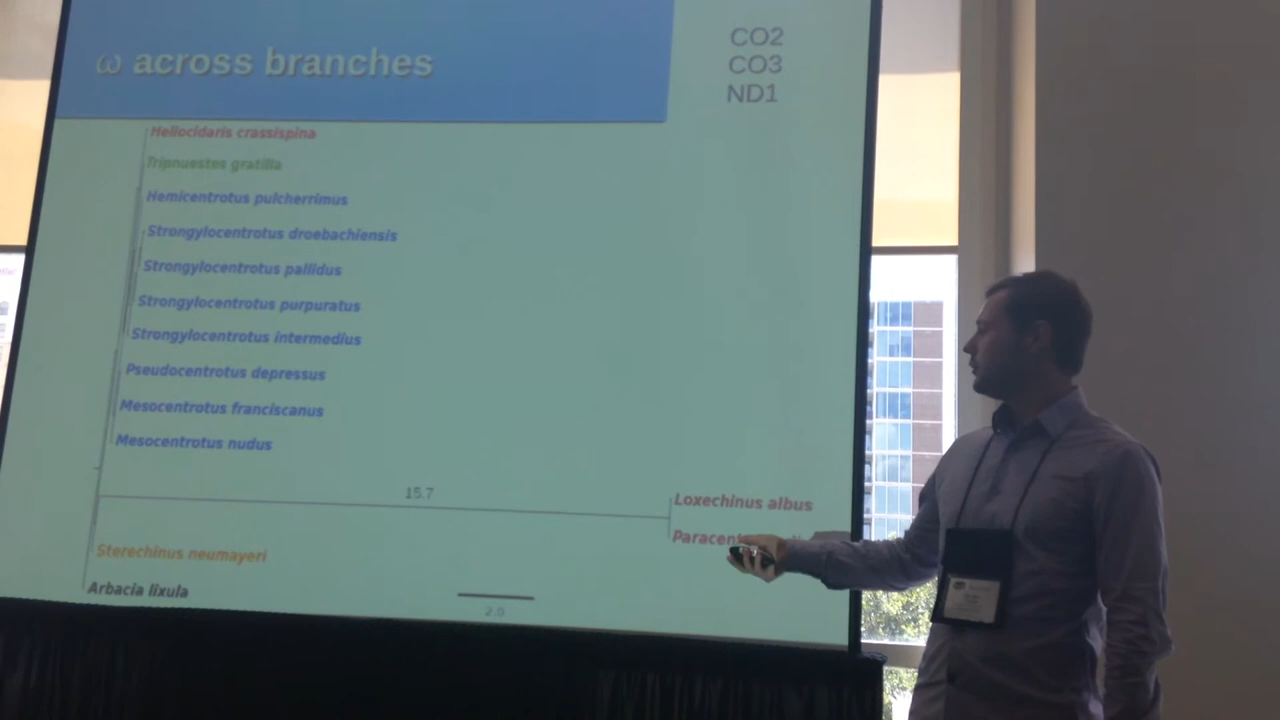 ω across branches
CO2
CO3
ND1
Heliocidaris crassispina
Tripnuestes gratilla
Hemicentrotus pulcherrimus
Strongylocentrotus droebachiensis
Strongylocentrotus pallidus
Strongylocentrotus purpuratus
Strongylocentrotus intermedius
Pseudocentrotus depressus
Mesocentrotus franciscanus
Mesocentrotus nudus
15.7
Loxechinus albus
Sterechinus neumayeri
Arbacia lixula
2.0